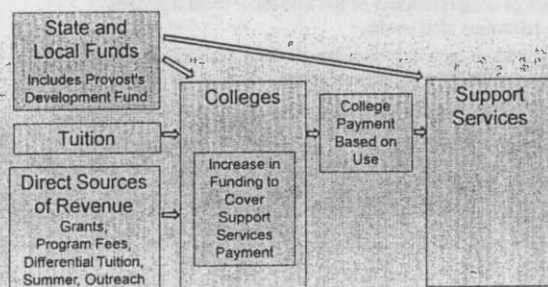 State and
Local Funds
Includes Provost's
Development Fund
Tuition
Direct Sources
of Revenue
Grants,
Program Fees,
Differential Tuition,
Summer, Outreach
Colleges
Increase in
Funding to
Cover
Support
Services
Payment
College
Payment
Based on
Use
Support
Services